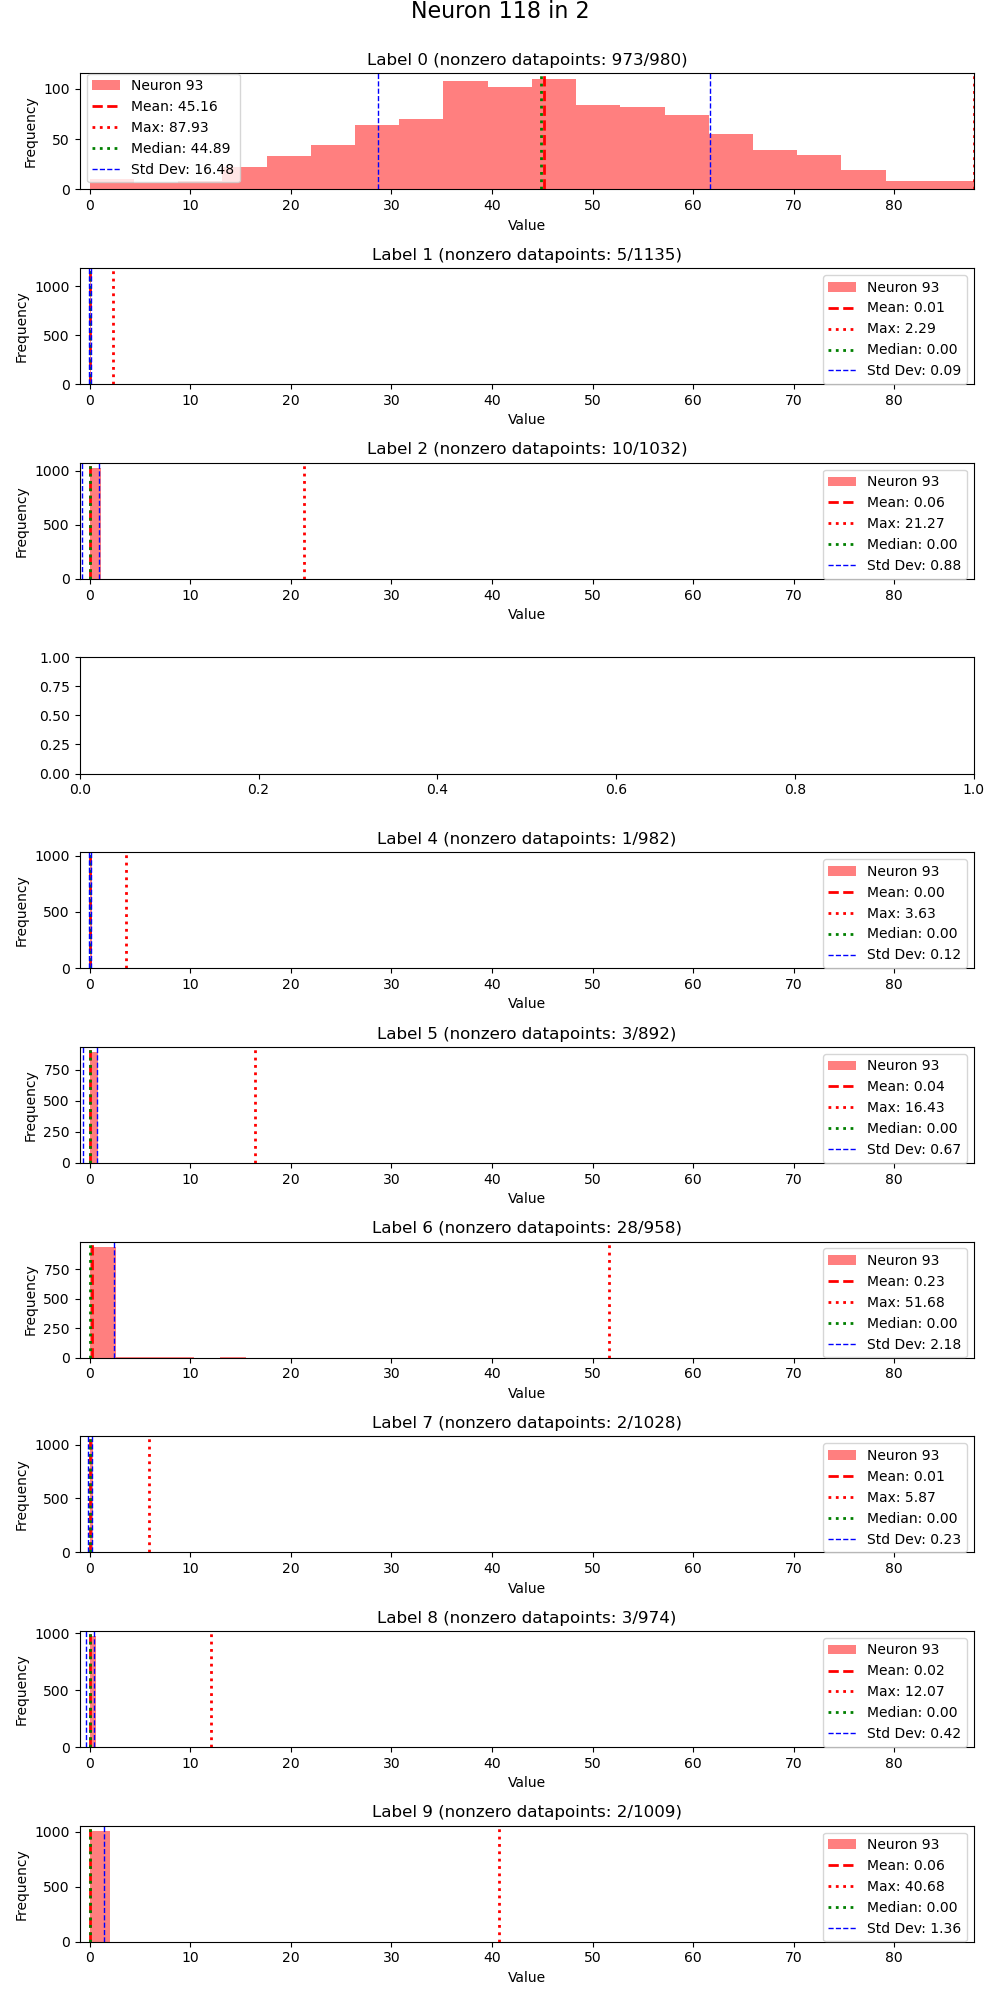 Neuron 118 in 2
Label 0 (nonzero datapoints: 973/980)
Frequency
100
50
0
Neuron 93
Mean: 45.16
Max: 87.93
Median: 44.89
Std Dev: 16.48
0 10 20 30 40 50 60 70 80
Value
Label 1 (nonzero datapoints: 5/1135)
Frequency
1000
500
0
Neuron 93
Mean: 0.01
Max: 2.29
Median: 0.00
Std Dev: 0.09
0 10 20 30 40 50 60 70 80
Value
Label 2 (nonzero datapoints: 10/1032)
Frequency
1000
500
0
Neuron 93
Mean: 0.06
Max: 21.27
Median: 0.00
Std Dev: 0.88
0 10 20 30 40 50 60 70 80
Value
1.00
0.75
0.50
0.25
0.00
0.0 0.2 0.4 0.6 0.8 1.0
Label 4 (nonzero datapoints: 1/982)
Frequency
1000
500
0
Neuron 93
Mean: 0.00
Max: 3.63
Median: 0.00
Std Dev: 0.12
0 10 20 30 40 50 60 70 80
Value
Label 5 (nonzero datapoints: 3/892)
Frequency
750
500
250
0
Neuron 93
Mean: 0.04
Max: 16.43
Median: 0.00
Std Dev: 0.67
0 10 20 30 40 50 60 70 80
Value
Label 6 (nonzero datapoints: 28/958)
Frequency
750
500
250
0
Neuron 93
Mean: 0.23
Max: 51.68
Median: 0.00
Std Dev: 2.18
0 10 20 30 40 50 60 70 80
Value
Label 7 (nonzero datapoints: 2/1028)
Frequency
1000
500
0
Neuron 93
Mean: 0.01
Max: 5.87
Median: 0.00
Std Dev: 0.23
0 10 20 30 40 50 60 70 80
Value
Label 8 (nonzero datapoints: 3/974)
Frequency
1000
500
0
Neuron 93
Mean: 0.02
Max: 12.07
Median: 0.00
Std Dev: 0.42
0 10 20 30 40 50 60 70 80
Value
Label 9 (nonzero datapoints: 2/1009)
Frequency
1000
500
0
Neuron 93
Mean: 0.06
Max: 40.68
Median: 0.00
Std Dev: 1.36
0 10 20 30 40 50 60 70 80
Value